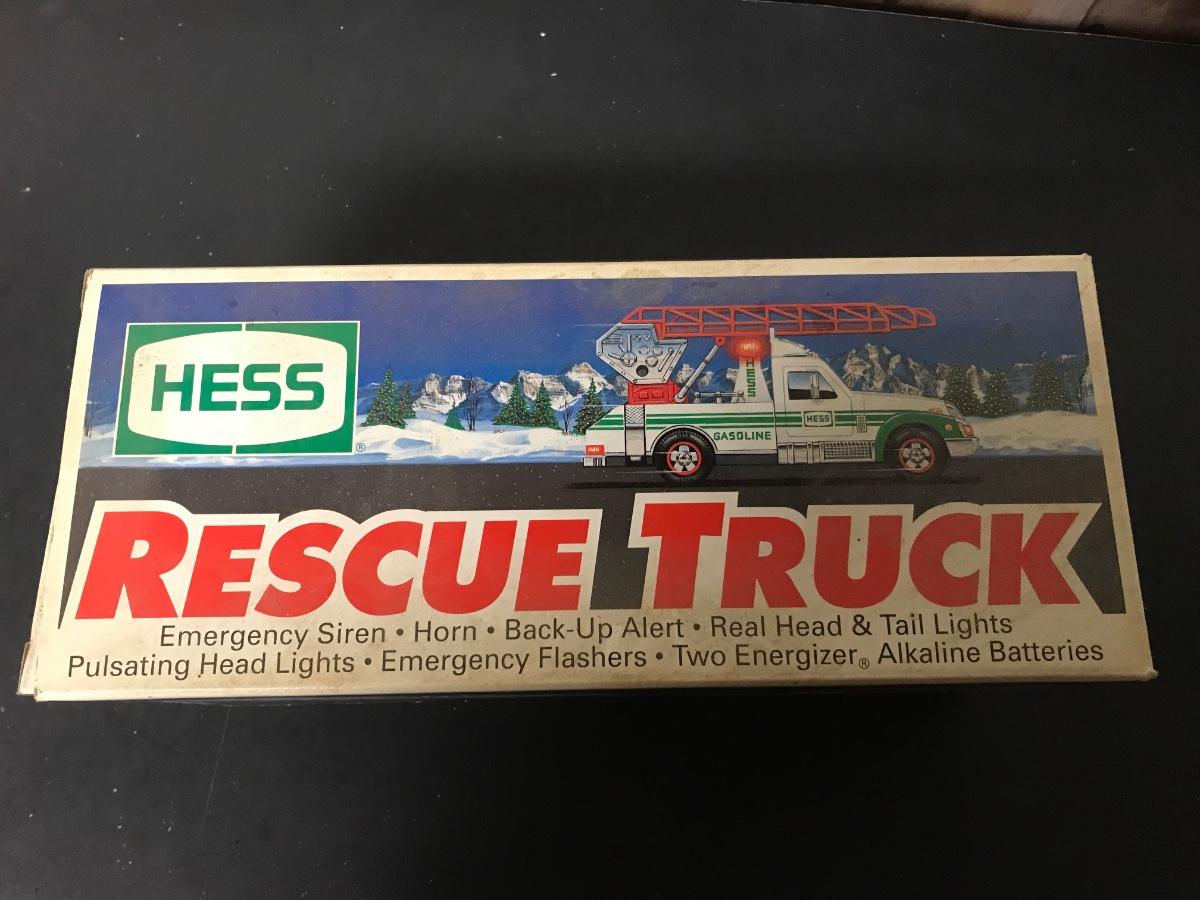 HESS®
HESS
HESS
GASOLINE
RESCUE TRUCK
Emergency Siren • Horn • Back-Up Alert • Real Head & Tail Lights
Pulsating Head Lights • Emergency Flashers • Two Energizer® Alkaline Batteries